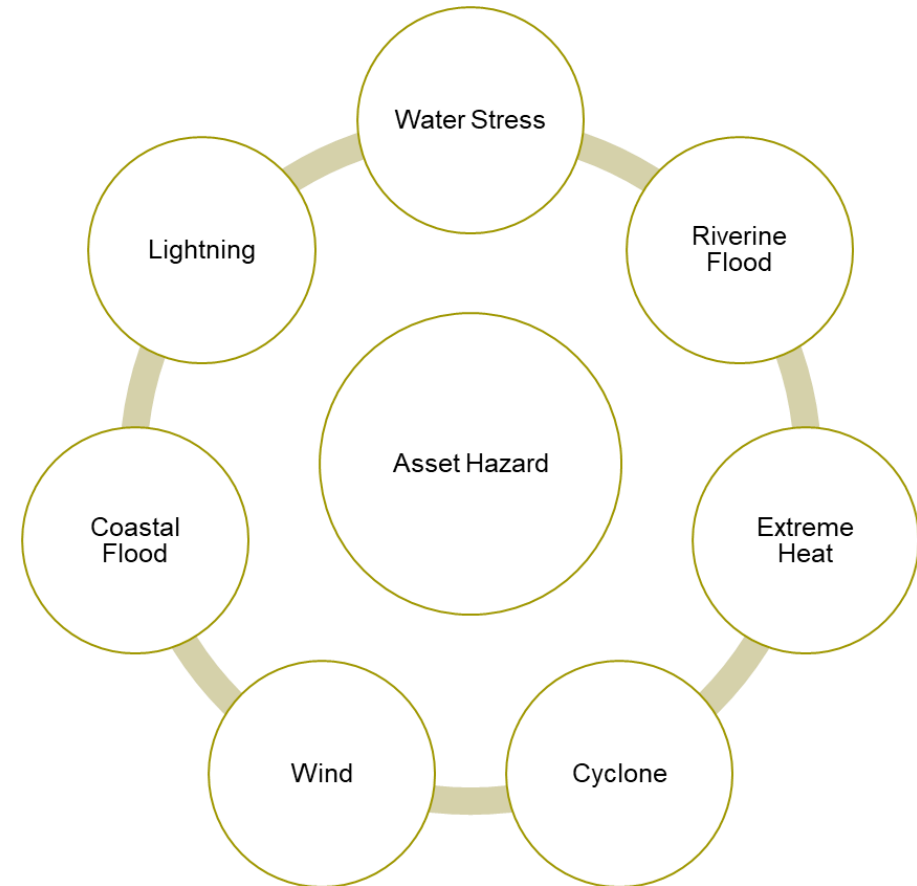 Water Stress
Lightning
Riverine
Flood
Asset Hazard
Coastal
Flood
Extreme
Heat
Wind
Cyclone